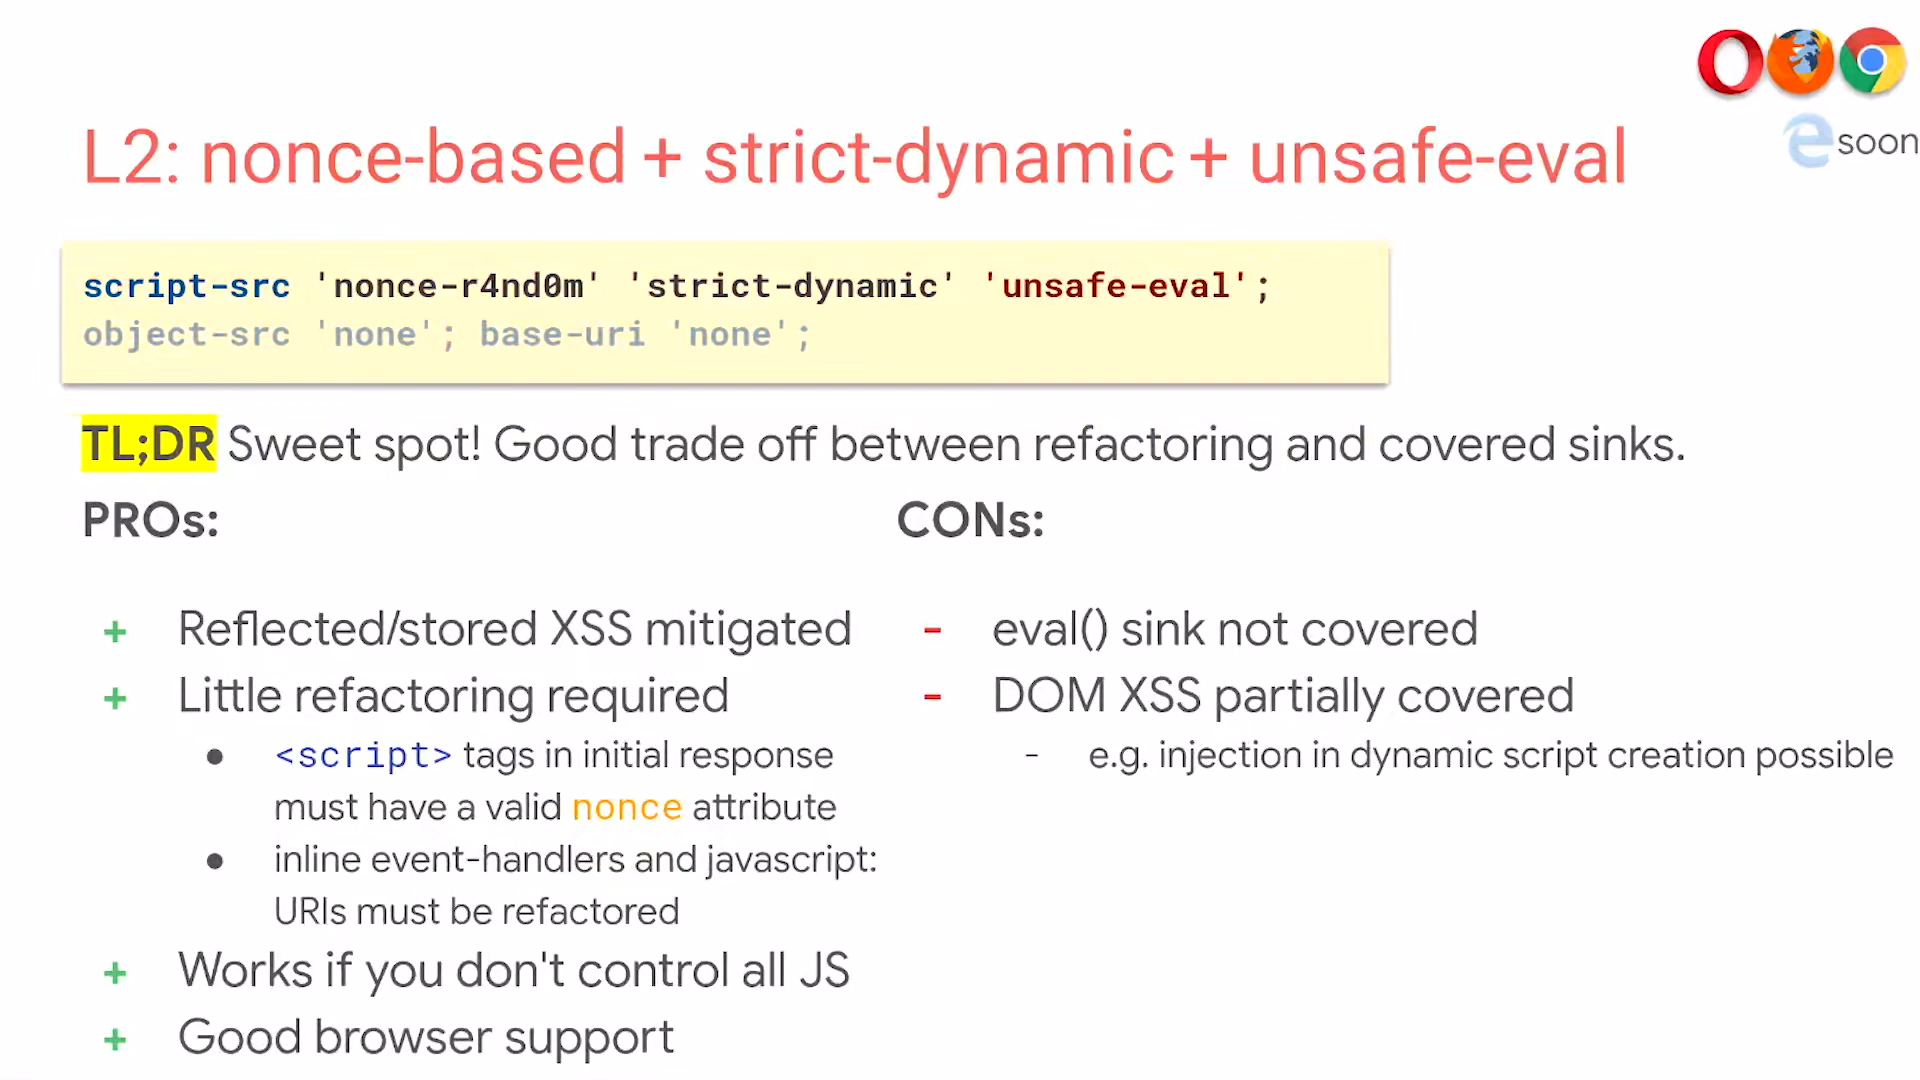 soon
L2: nonce-based + strict-dynamic + unsafe-eval
script-src 'nonce-r4nd0m' 'strict-dynamic' 'unsafe-eval';
object-src 'none'; base-uri 'none';
TL;DR Sweet spot! Good trade off between refactoring and covered sinks.
PROs:
+ Reflected/stored XSS mitigated
+ Little refactoring required
● <script> tags in initial response
must have a valid nonce attribute
● inline event-handlers and javascript:
URIs must be refactored
+ Works if you don't control all JS
+ Good browser support
CONs:
- eval() sink not covered
- DOM XSS partially covered
- e.g. injection in dynamic script creation possible